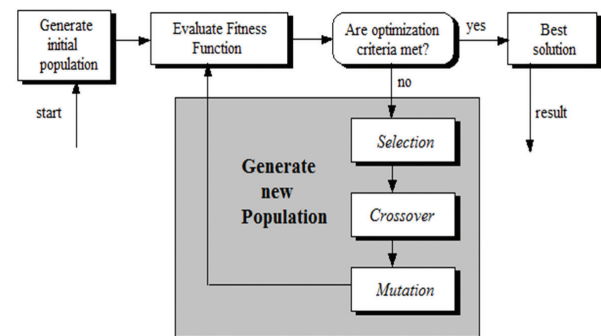 Generate
initial
population
Evaluate Fitness
Function
Are optimization
criteria met?
yes
Best
solution
start
no
result
Selection
Generate
new
Population
Crossover
Mutation